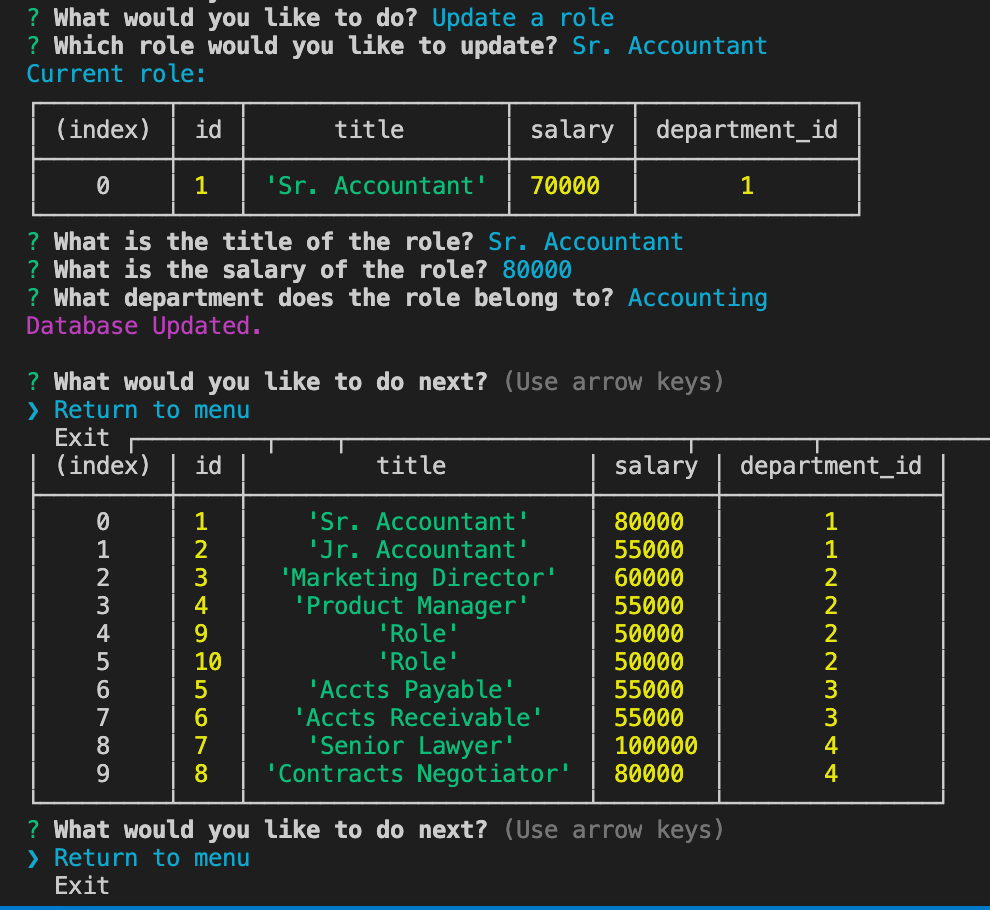 ? What would you like to do? Update a role
? Which role would you like to update? Sr. Accountant
Current role:
(index) id title salary department_id
0 1 'Sr. Accountant' 70000 1
? What is the title of the role? Sr. Accountant
? What is the salary of the role? 80000
? What department does the role belong to? Accounting
Database Updated.
? What would you like to do next? (Use arrow keys)
❯ Return to menu
Exit
(index) id title salary department_id
0 1 'Sr. Accountant' 80000 1
1 2 'Jr. Accountant' 55000 1
2 3 'Marketing Director' 60000 2
3 4 'Product Manager' 55000 2
4 9 'Role' 50000 2
5 10 'Role' 50000 2
6 5 'Accts Payable' 55000 3
7 6 'Accts Receivable' 55000 3
8 7 'Senior Lawyer' 100000 4
9 8 'Contracts Negotiator' 80000 4
? What would you like to do next? (Use arrow keys)
❯ Return to menu
Exit